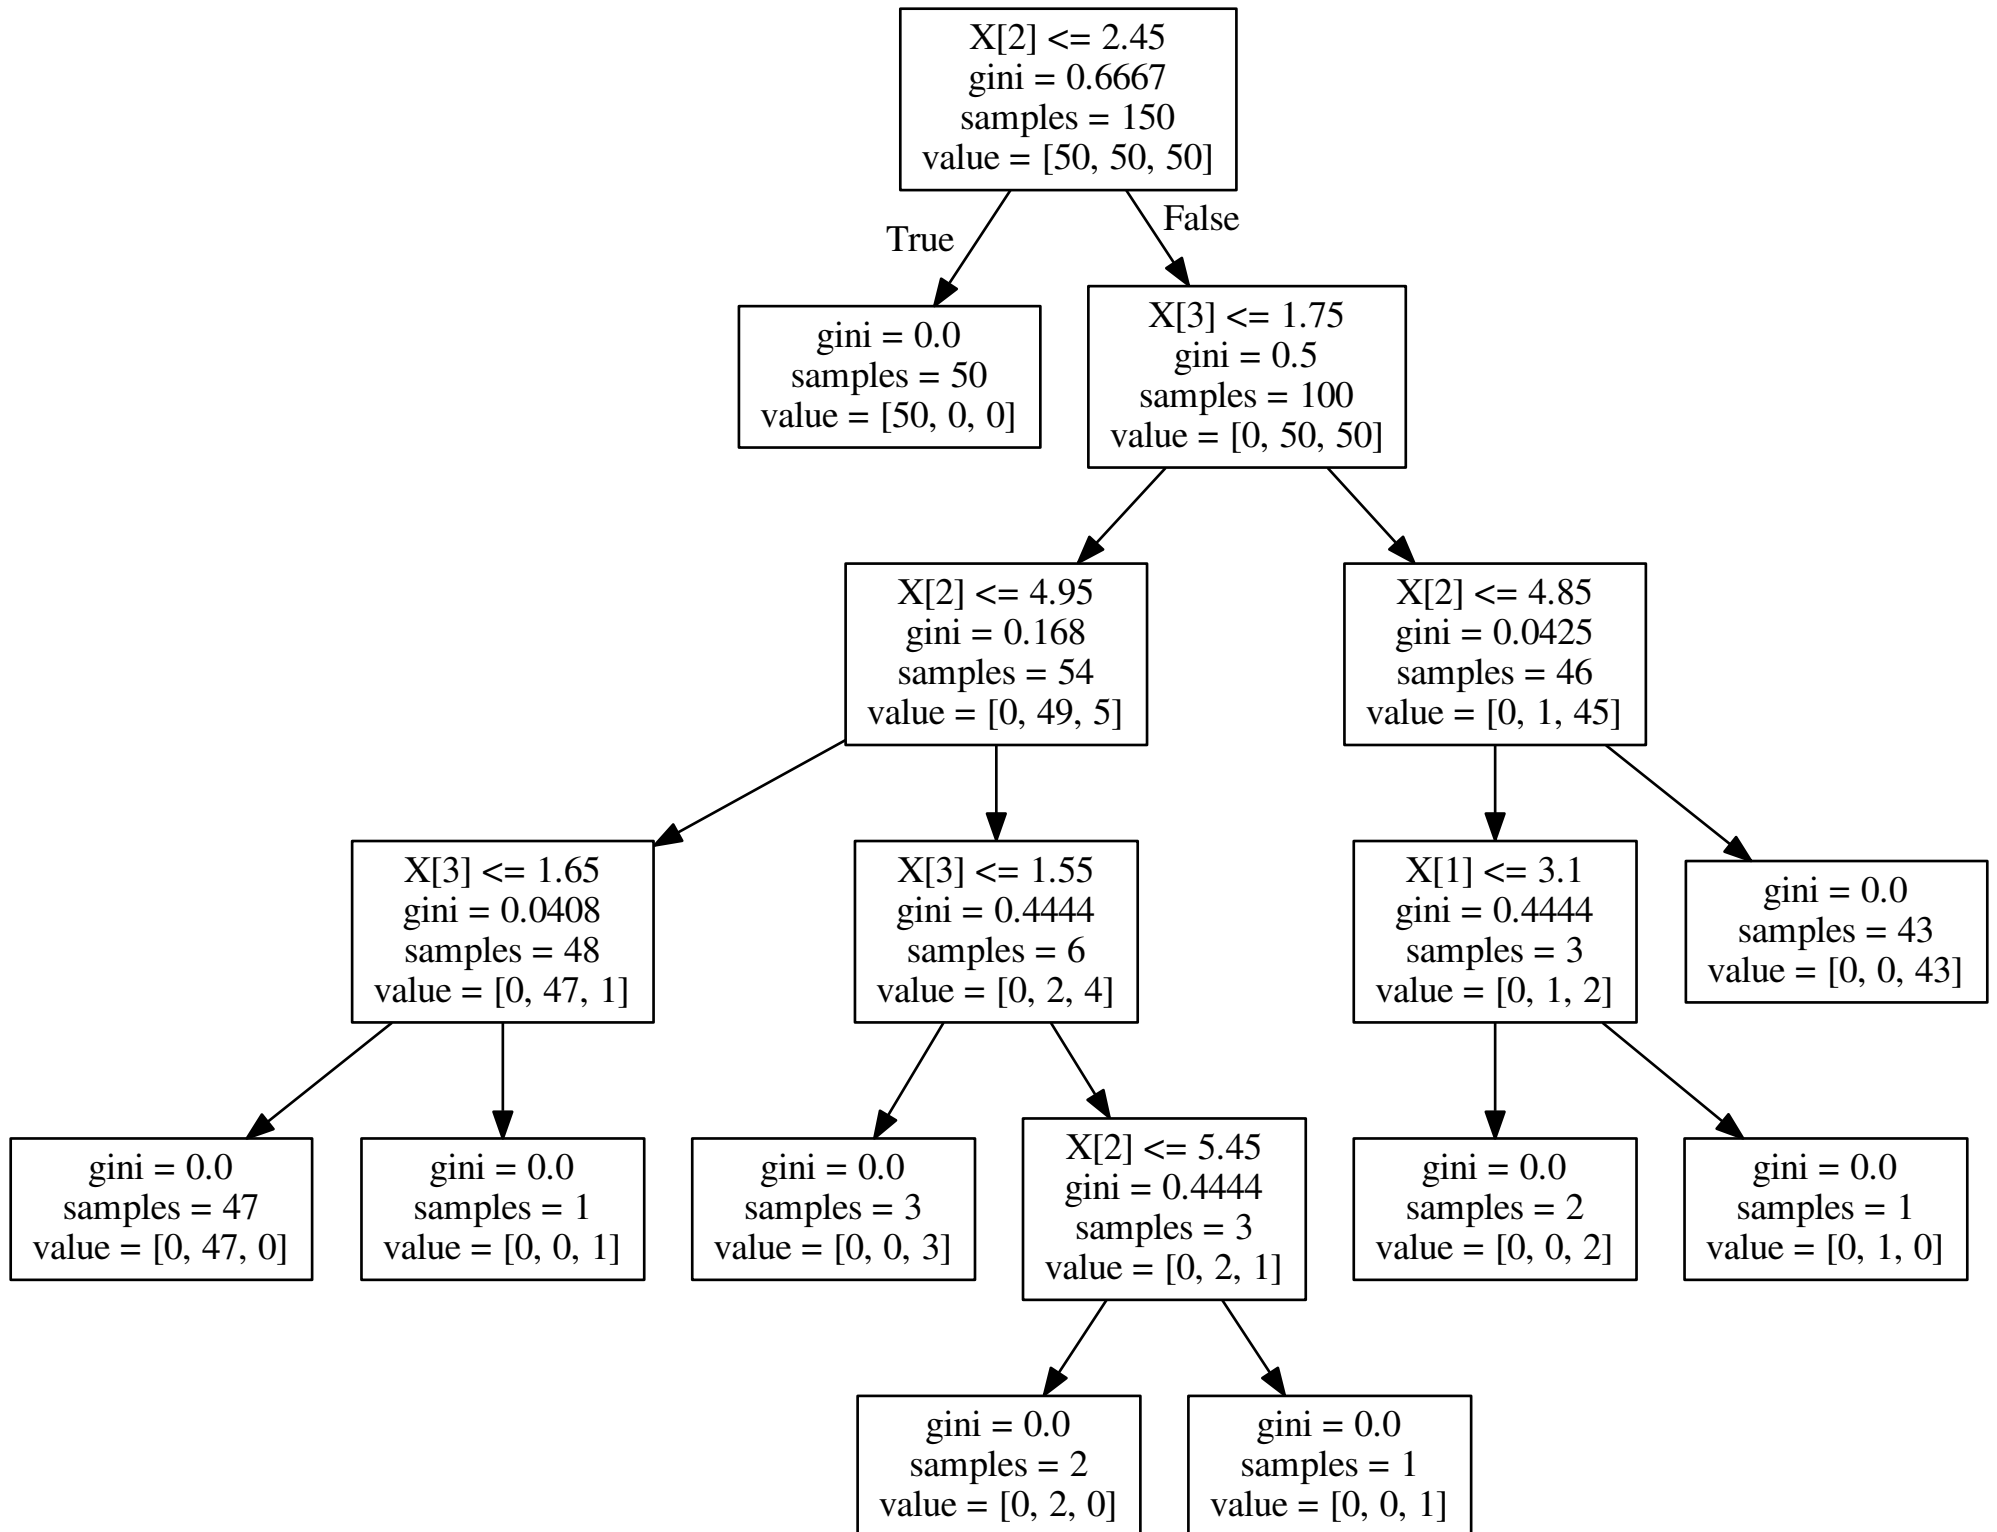 X[2] <= 2.45
gini = 0.6667
samples = 150
value = [50, 50, 50]
True
False
gini = 0.0
samples = 50
value = [50, 0, 0]
X[3] <= 1.75
gini = 0.5
samples = 100
value = [0, 50, 50]
X[2] <= 4.95
gini = 0.168
samples = 54
value = [0, 49, 5]
X[2] <= 4.85
gini = 0.0425
samples = 46
value = [0, 1, 45]
X[3] <= 1.65
gini = 0.0408
samples = 48
value = [0, 47, 1]
X[3] <= 1.55
gini = 0.4444
samples = 6
value = [0, 2, 4]
X[1] <= 3.1
gini = 0.4444
samples = 3
value = [0, 1, 2]
gini = 0.0
samples = 43
value = [0, 0, 43]
gini = 0.0
samples = 47
value = [0, 47, 0]
gini = 0.0
samples = 1
value = [0, 0, 1]
gini = 0.0
samples = 3
value = [0, 0, 3]
X[2] <= 5.45
gini = 0.4444
samples = 3
value = [0, 2, 1]
gini = 0.0
samples = 2
value = [0, 0, 2]
gini = 0.0
samples = 1
value = [0, 1, 0]
gini = 0.0
samples = 2
value = [0, 2, 0]
gini = 0.0
samples = 1
value = [0, 0, 1]